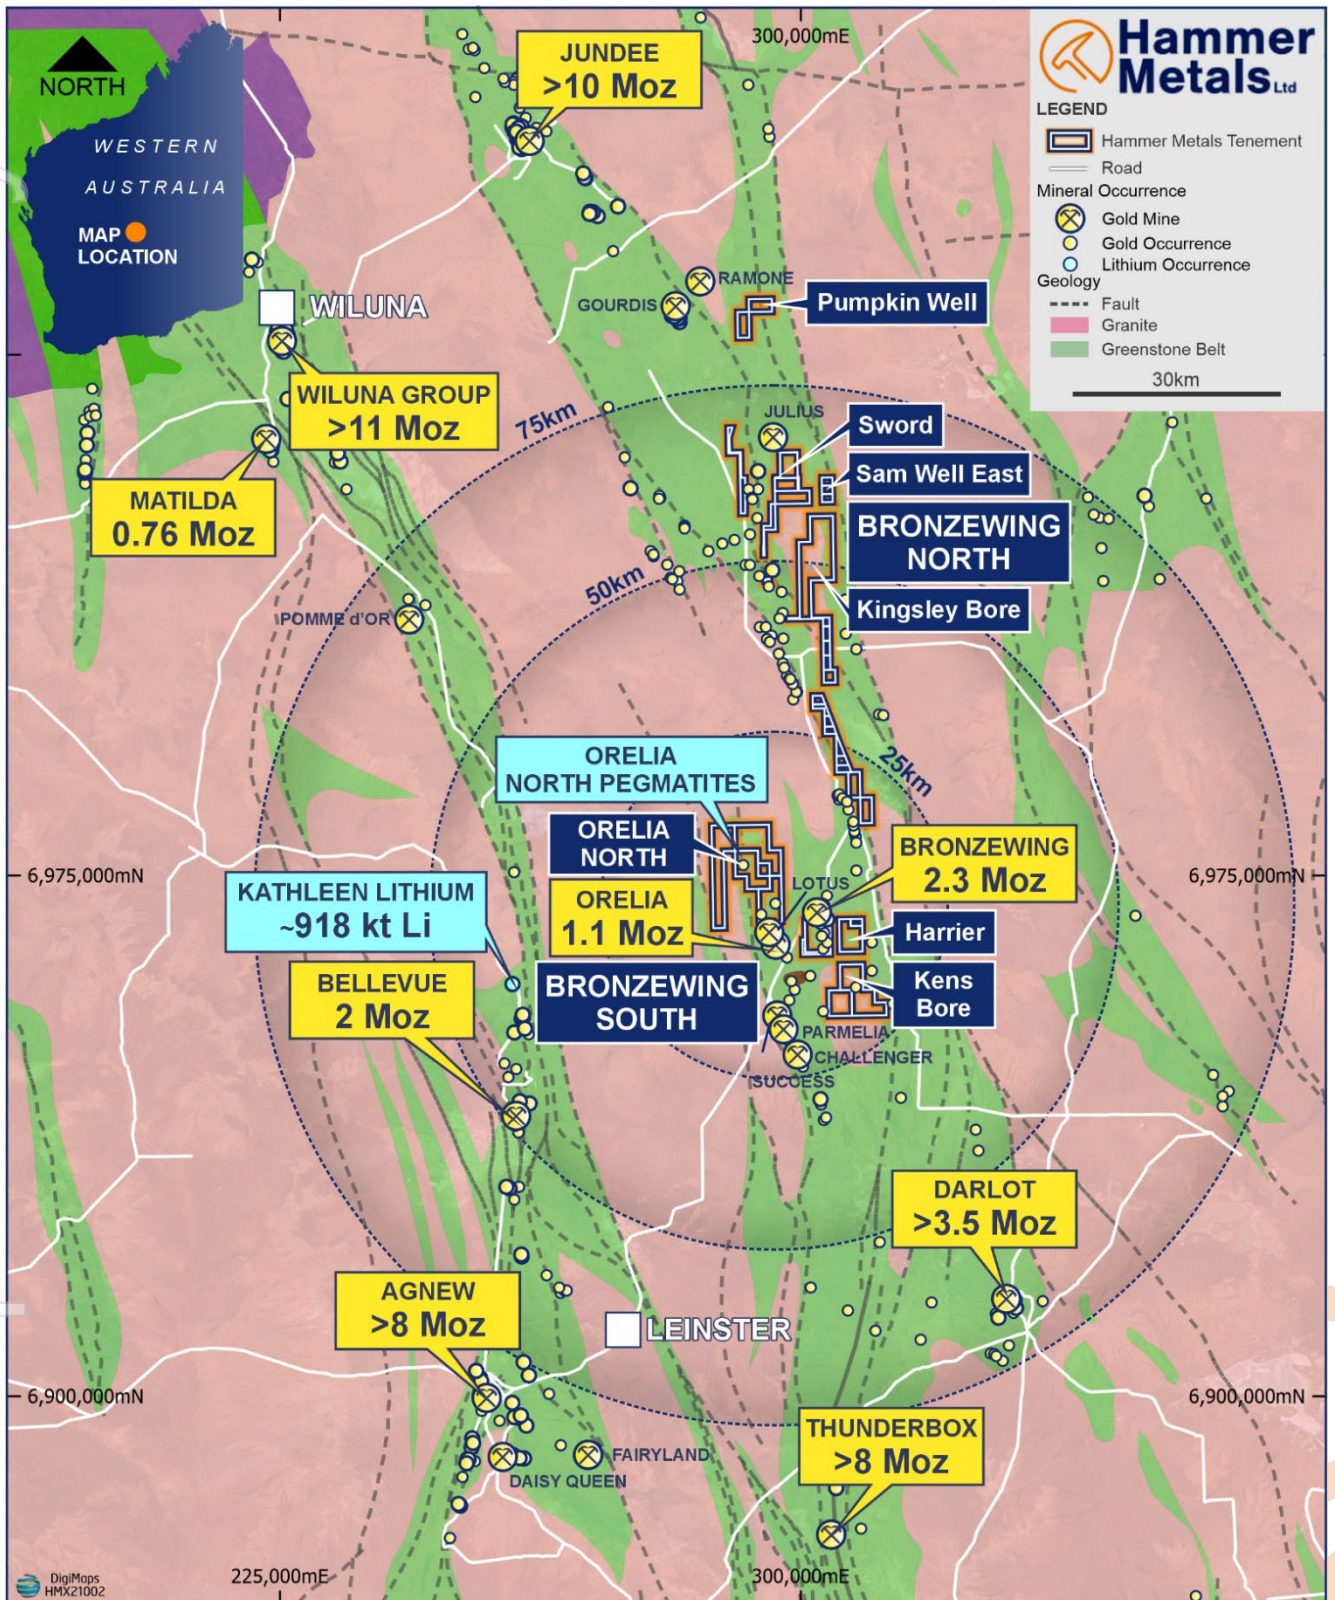 300,000mE
Hammer
Metals Ltd
LEGEND
Hammer Metals Tenement
Road
Mineral Occurrence
Gold Mine
Gold Occurrence
Lithium Occurrence
Geology
Fault
Granite
Greenstone Belt
30km
NORTH
WESTERN
AUSTRALIA
MAP
LOCATION
JUNDEE
>10 Moz
RAMONE
GOURDIS
Pumpkin Well
WILUNA
WILUNA GROUP
>11 Moz
75km
JULIUS
Sword
Sam Well East
MATILDA
0.76 Moz
BRONZEWING
NORTH
50km
Kingsley Bore
POMME d'OR
25km
ORELIA
NORTH PEGMATITES
ORELIA
NORTH
BRONZEWING
2.3 Moz
6,975,000mN
6,975,000mN
LOTUS
KATHLEEN LITHIUM
~918 kt Li
ORELIA
1.1 Moz
Harrier
BELLEVUE
2 Moz
BRONZEWING
SOUTH
Kens
Bore
PARMELIA
CHALLENGER
SUCCESS
DARLOT
>3.5 Moz
AGNEW
>8 Moz
LEINSTER
6,900,000mN
6,900,000mN
THUNDERBOX
>8 Moz
FAIRYLAND
DAISY QUEEN
DigiMaps
HMX21002
225,000mE
300,000mE